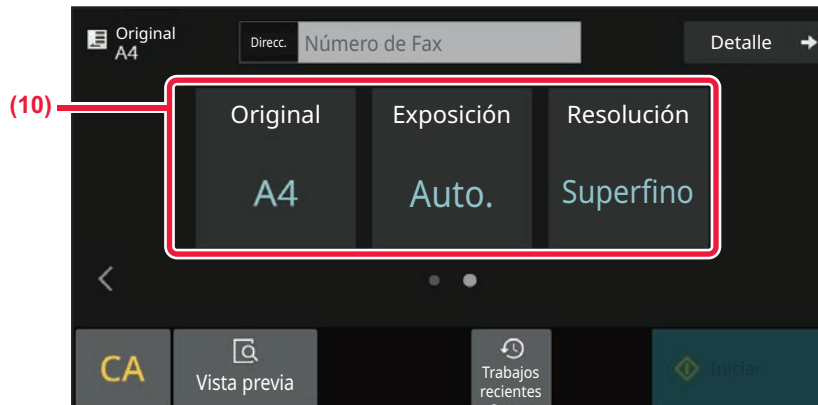 Original
A4
Direcc.
Número de Fax
Detalle
(10)
Original
Exposición
Resolución
A4
Auto.
Superfino
CA
Vista previa
Trabajos
recientes
Iniciar